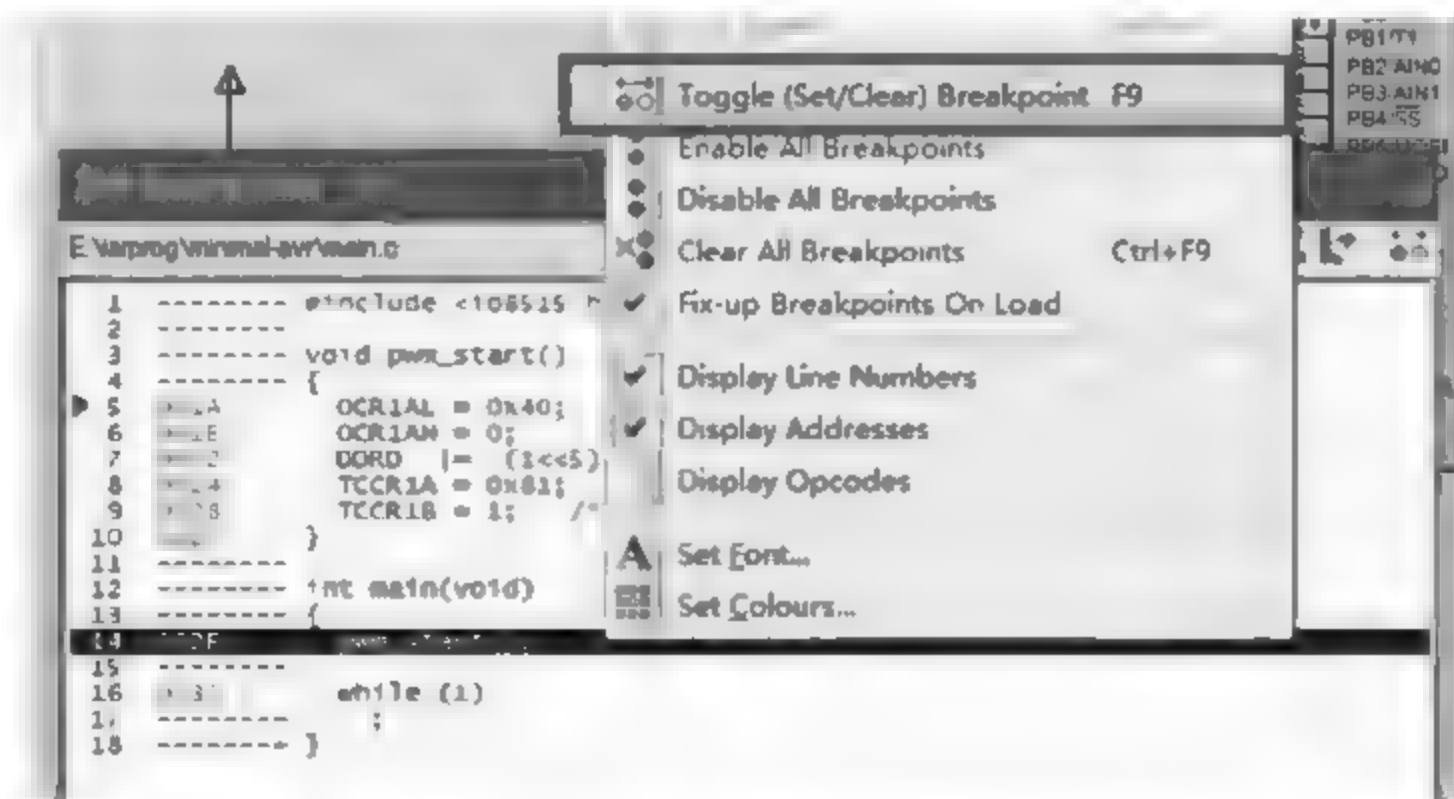 PB1/T1
PB2/AIN0
PB3/AIN1
PB4/SS
Toggle (Set/Clear) Breakpoint F9
Enable All Breakpoints
Disable All Breakpoints
Clear All Breakpoints Ctrl+F9
Fix-up Breakpoints On Load
Display Line Numbers
Display Addresses
Display Opcodes
Set Font...
Set Colours...
1 -------- #include
2 --------
3 -------- void pwm_start()
4 -------- {
5 OCR1AL = 0x40;
6 OCR1AH = 0;
7 DDRD |= (1<<5)
8 TCCR1A = 0x81;
9 TCCR1B = 1; /*
10 }
11 --------
12 -------- int main(void)
13 -------- {
14
15 --------
16 while (1)
-------- ;
18 -------- }